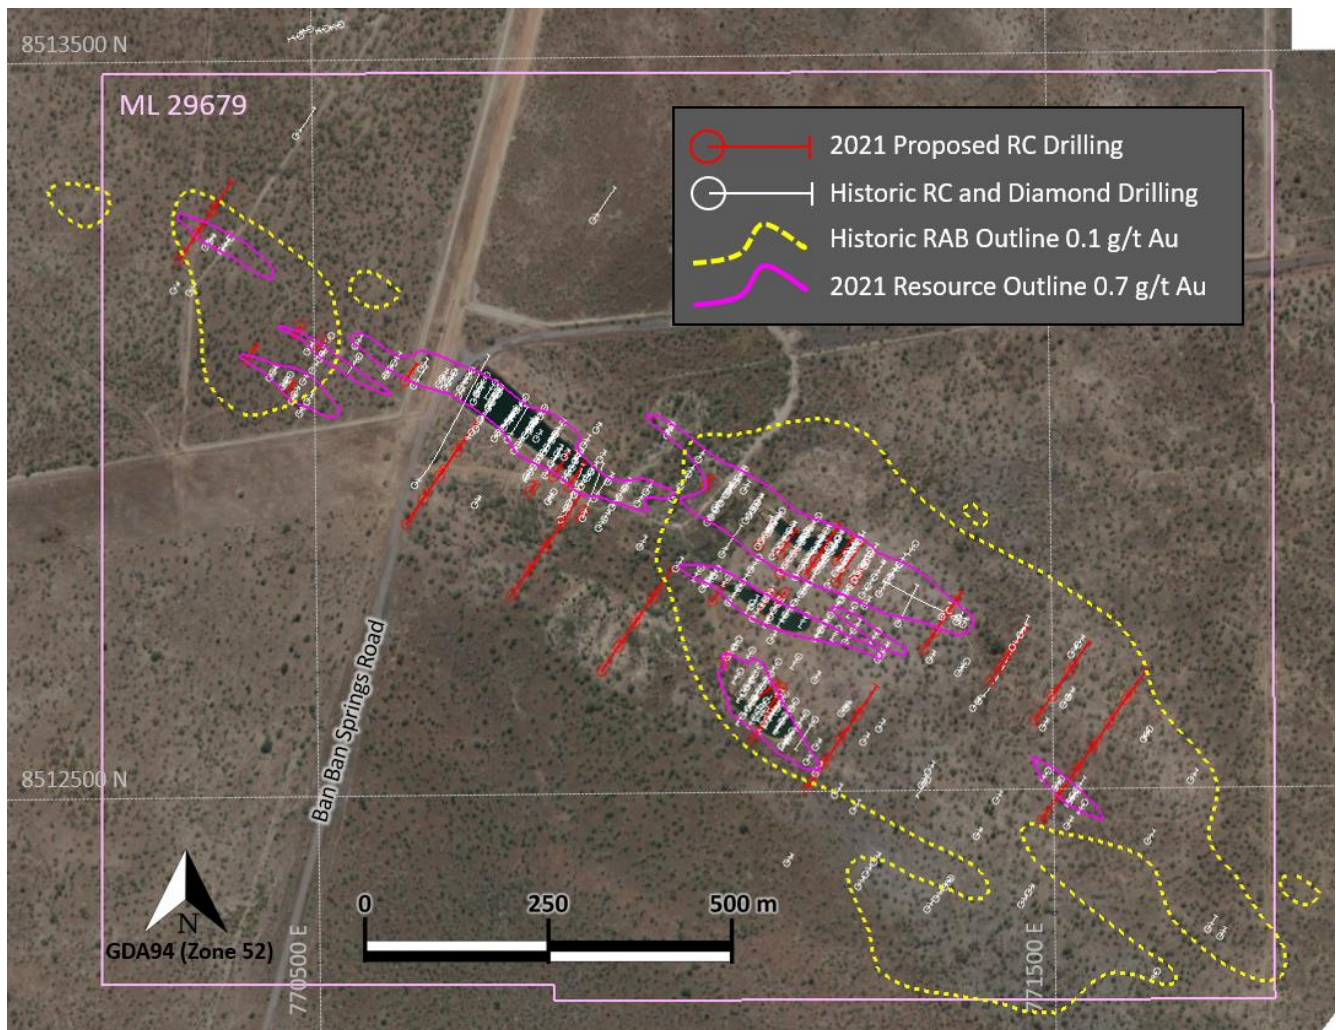 8513500 N
ML 29679
2021 Proposed RC Drilling
Historic RC and Diamond Drilling
Historic RAB Outline 0.1 g/t Au
2021 Resource Outline 0.7 g/t Au
8512500 N
Ban Ban Springs Road
N
GDA94 (Zone 52)
0 250 500 m
770500 E
771500 E